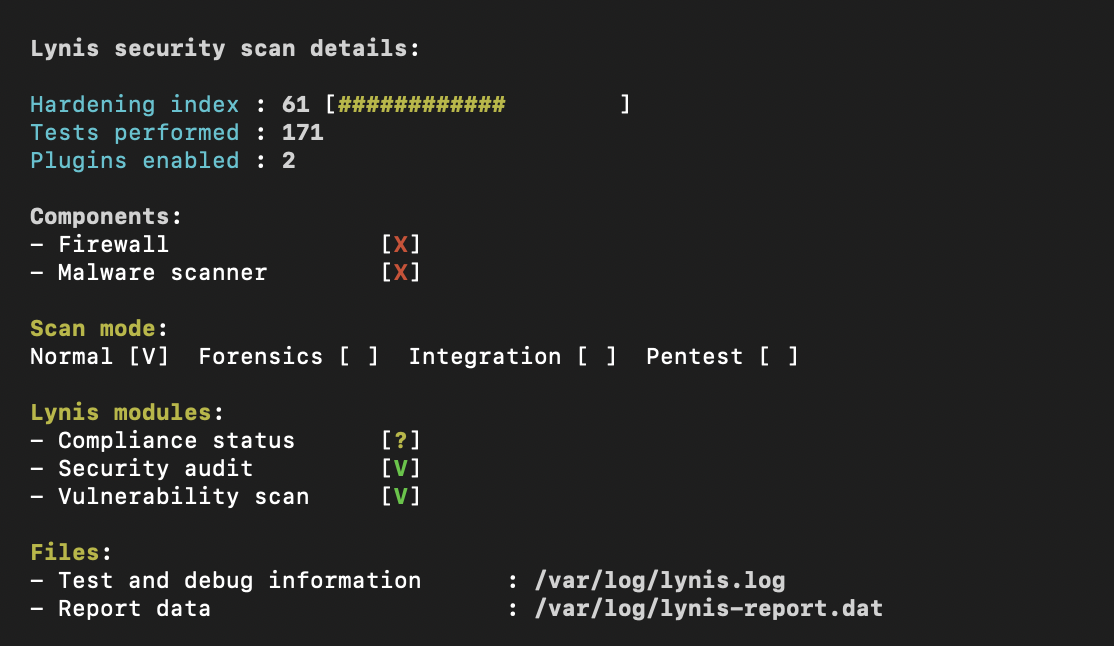 Lynis security scan details:
Hardening index : 61 [############        ]
Tests performed : 171
Plugins enabled : 2
Components:
- Firewall               [X]
- Malware scanner        [X]
Scan mode:
Normal [V]  Forensics [ ]  Integration [ ]  Pentest [ ]
Lynis modules:
- Compliance status      [?]
- Security audit         [V]
- Vulnerability scan     [V]
Files:
- Test and debug information      : /var/log/lynis.log
- Report data                     : /var/log/lynis-report.dat